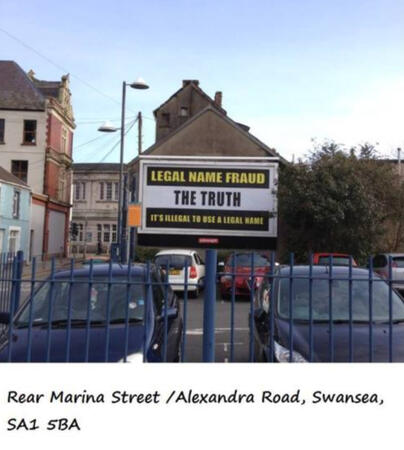 LEGAL NAME FRAUD
THE TRUTH
IT'S ILLEGAL TO USE A LEGAL NAME
Rear Marina Street /Alexandra Road, Swansea,
SA1 5BA